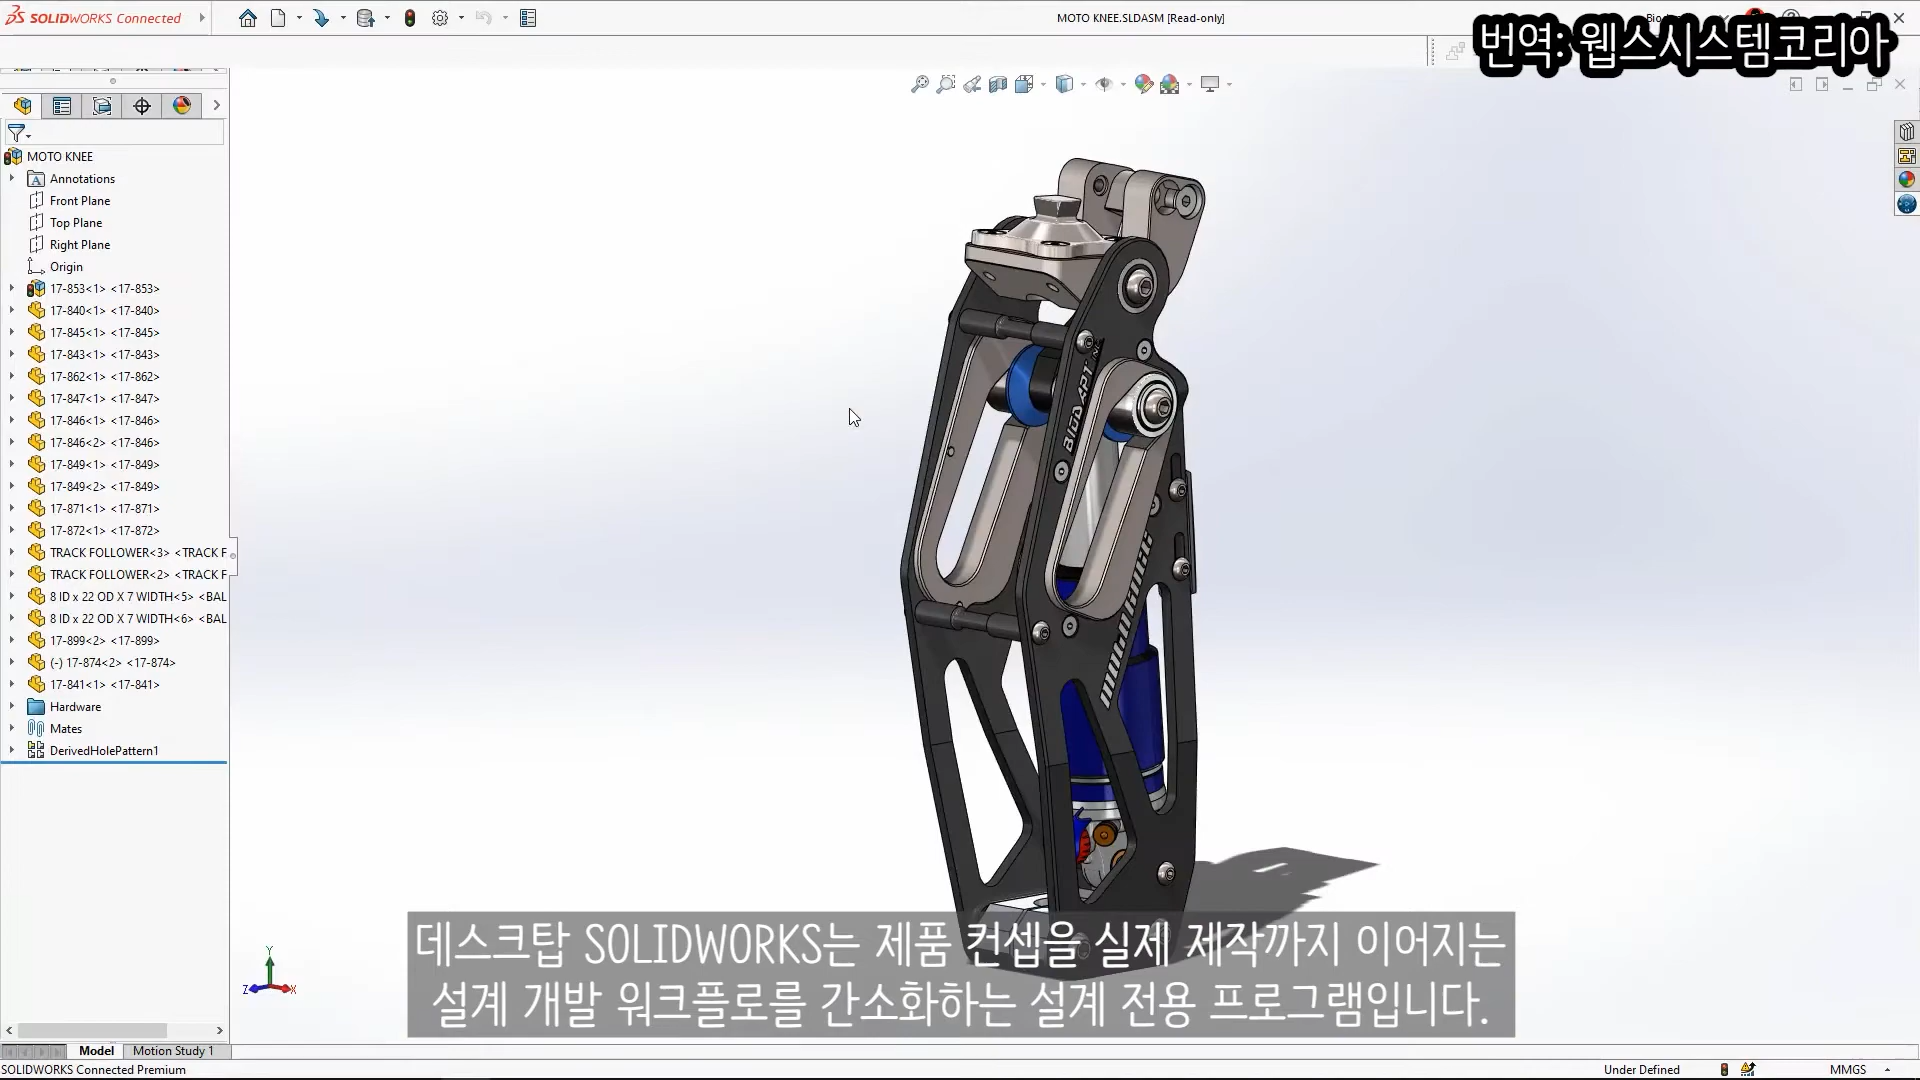 SOLIDWORKS Connected
MOTO KNEE.SLDASM [Read-only]
번역: 웹스시스템코리아
MOTO KNEE
Annotations
Front Plane
Top Plane
Right Plane
Origin
17-853<1> <17-853>
17-840<1> <17-840>
17-845<1> <17-845>
17-843<1> <17-843>
17-862<1> <17-862>
17-847<1> <17-847>
17-846<1> <17-846>
17-846<2> <17-846>
17-849<1> <17-849>
17-849<2> <17-849>
17-871<1> <17-871>
17-872<1> <17-872>
TRACK FOLLOWER<3> <TRACK F
TRACK FOLLOWER<2> <TRACK F
8 ID x 22 OD X 7 WIDTH<5> <BAL
8 ID x 22 OD X 7 WIDTH<6> <BAL
17-899<2> <17-899>
(-) 17-874<2> <17-874>
17-841<1> <17-841>
Hardware
Mates
DerivedHolePattern1
BIODAPT INC
Y
Z
X
데스크탑 SOLIDWORKS는 제품 컨셉을 실제 제작까지 이어지는
설계 개발 워크플로를 간소화하는 설계 전용 프로그램입니다.
Model
Motion Study 1
SOLIDWORKS Connected Premium
Under Defined
MMGS